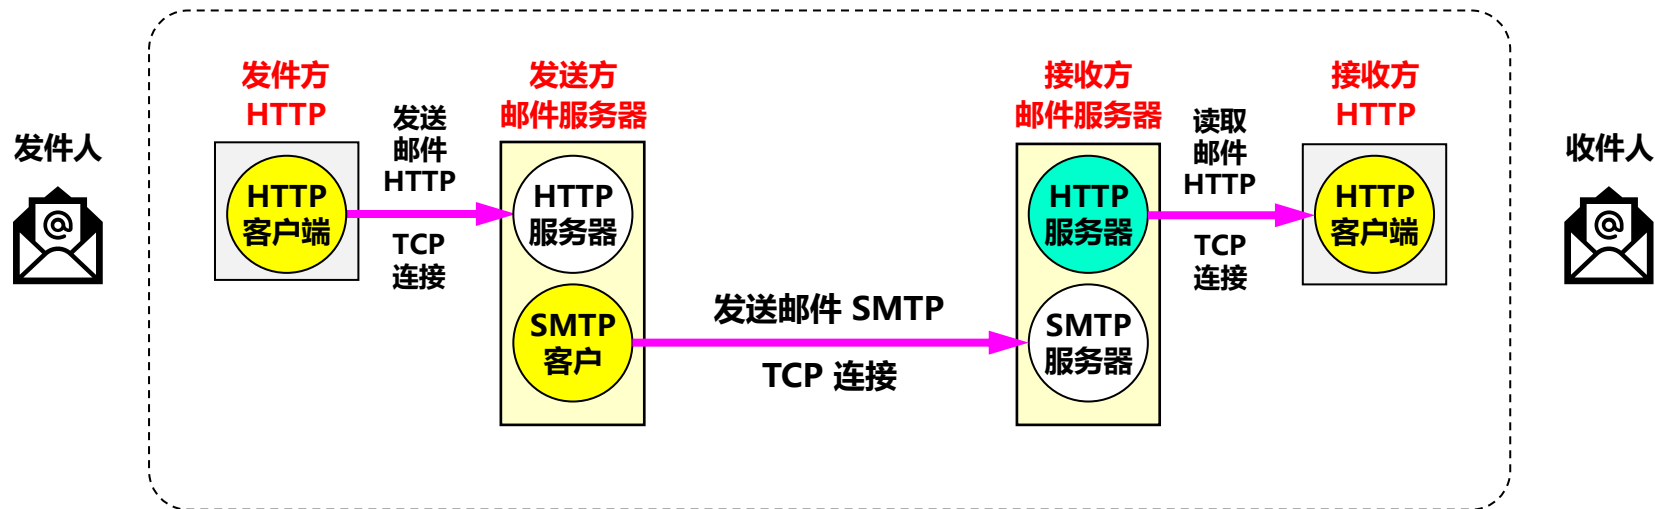 发件人
发件方
HTTP
HTTP
客户端
发送
邮件
HTTP
TCP
连接
发送方
邮件服务器
HTTP
服务器
SMTP
客户
发送邮件 SMTP
TCP 连接
接收方
邮件服务器
HTTP
服务器
SMTP
服务器
读取
邮件
HTTP
TCP
连接
接收方
HTTP
HTTP
客户端
收件人
@
@